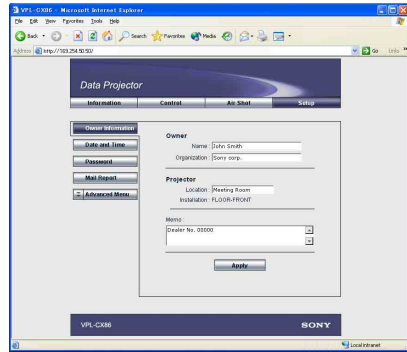 VPL-CX86 - Microsoft Internet Explorer
File Edit View Favorites Tools Help
Back Search Favorites Media
Address http://169.254.50.50/ Go Links
Data Projector
Information Control Air Shot Setup
Owner Information
Date and Time
Password
Mail Report
Advanced Menu
Owner
Name : John Smith
Organization : Sony corp.
Projector
Location : Meeting Room
Installation : FLOOR-FRONT
Memo :
Dealer No. 00000
Apply
VPL-CX86 SONY
Local intranet